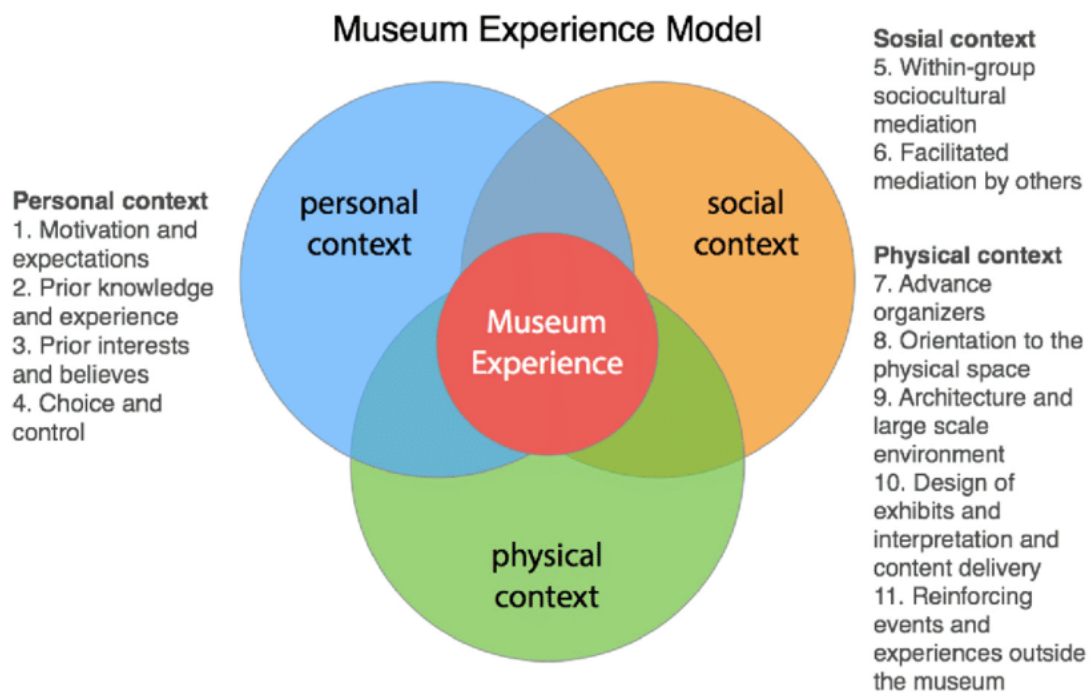 Museum Experience Model
Personal context
1. Motivation and
expectations
2. Prior knowledge
and experience
3. Prior interests
and believes
4. Choice and
control
personal
context
social
context
Museum
Experience
physical
context
Sosial context
5. Within-group
sociocultural
mediation
6. Facilitated
mediation by others
Physical context
7. Advance
organizers
8. Orientation to the
physical space
9. Architecture and
large scale
environment
10. Design of
exhibits and
interpretation and
content delivery
11. Reinforcing
events and
experiences outside
the museum